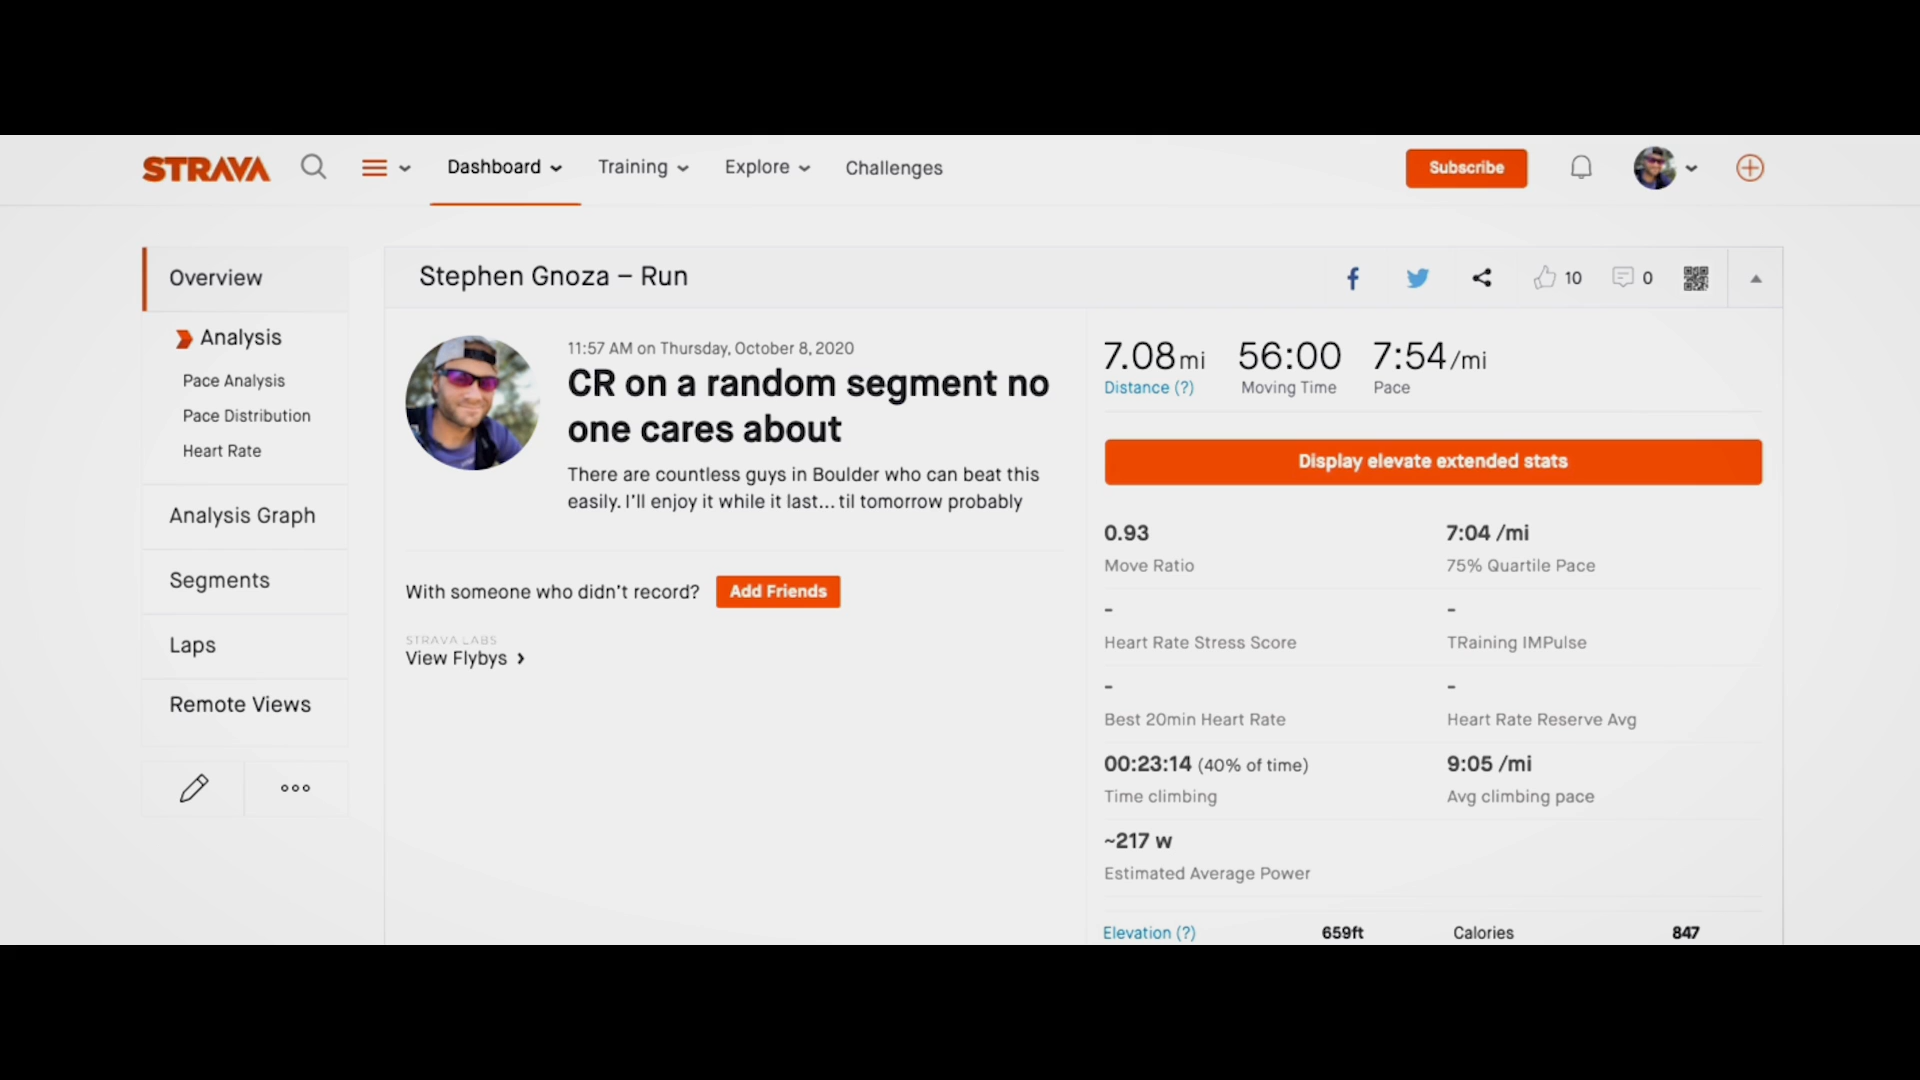 STRAVA
Dashboard
Training
Explore
Challenges
Subscribe
Overview
Analysis
Pace Analysis
Pace Distribution
Heart Rate
Analysis Graph
Segments
Laps
Remote Views
Stephen Gnoza – Run
10
0
11:57 AM on Thursday, October 8, 2020
CR on a random segment no
one cares about
There are countless guys in Boulder who can beat this
easily. I'll enjoy it while it last... til tomorrow probably
With someone who didn't record?
Add Friends
STRAVA LABS
View Flybys ›
7.08 mi
Distance (?)
56:00
Moving Time
7:54 /mi
Pace
Display elevate extended stats
0.93
Move Ratio
7:04 /mi
75% Quartile Pace
-
Heart Rate Stress Score
-
TRaining IMPulse
-
Best 20min Heart Rate
-
Heart Rate Reserve Avg
00:23:14 (40% of time)
Time climbing
9:05 /mi
Avg climbing pace
~217 w
Estimated Average Power
Elevation (?) 659ft Calories 847